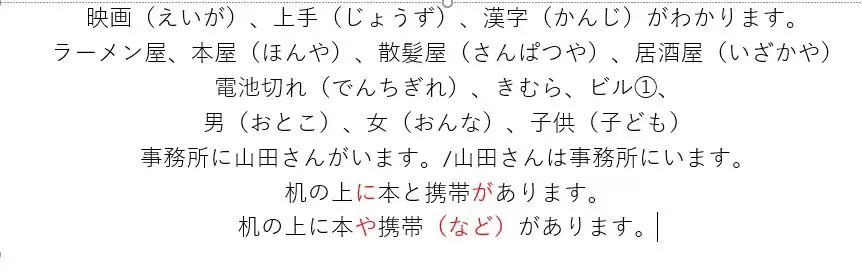 映画（えいが）、上手（じょうず）、漢字（かんじ）がわかります。
ラーメン屋、本屋（ほんや）、散髪屋（さんぱつや）、居酒屋（いざかや）
電池切れ（でんちぎれ）、きむら、ビル①、
男（おとこ）、女（おんな）、子供（子ども）
事務所に山田さんがいます。/山田さんは事務所にいます。
机の上に本と携帯があります。
机の上に本や携帯（など）があります。